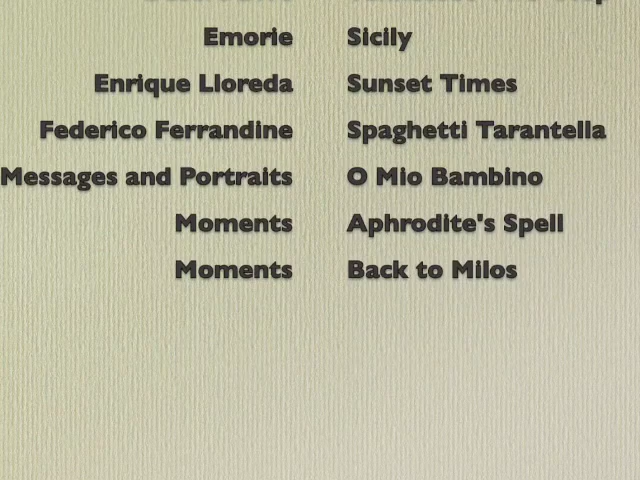 Emorie Sicily
Enrique Lloreda Sunset Times
Federico Ferrandine Spaghetti Tarantella
Messages and Portraits O Mio Bambino
Moments Aphrodite's Spell
Moments Back to Milos